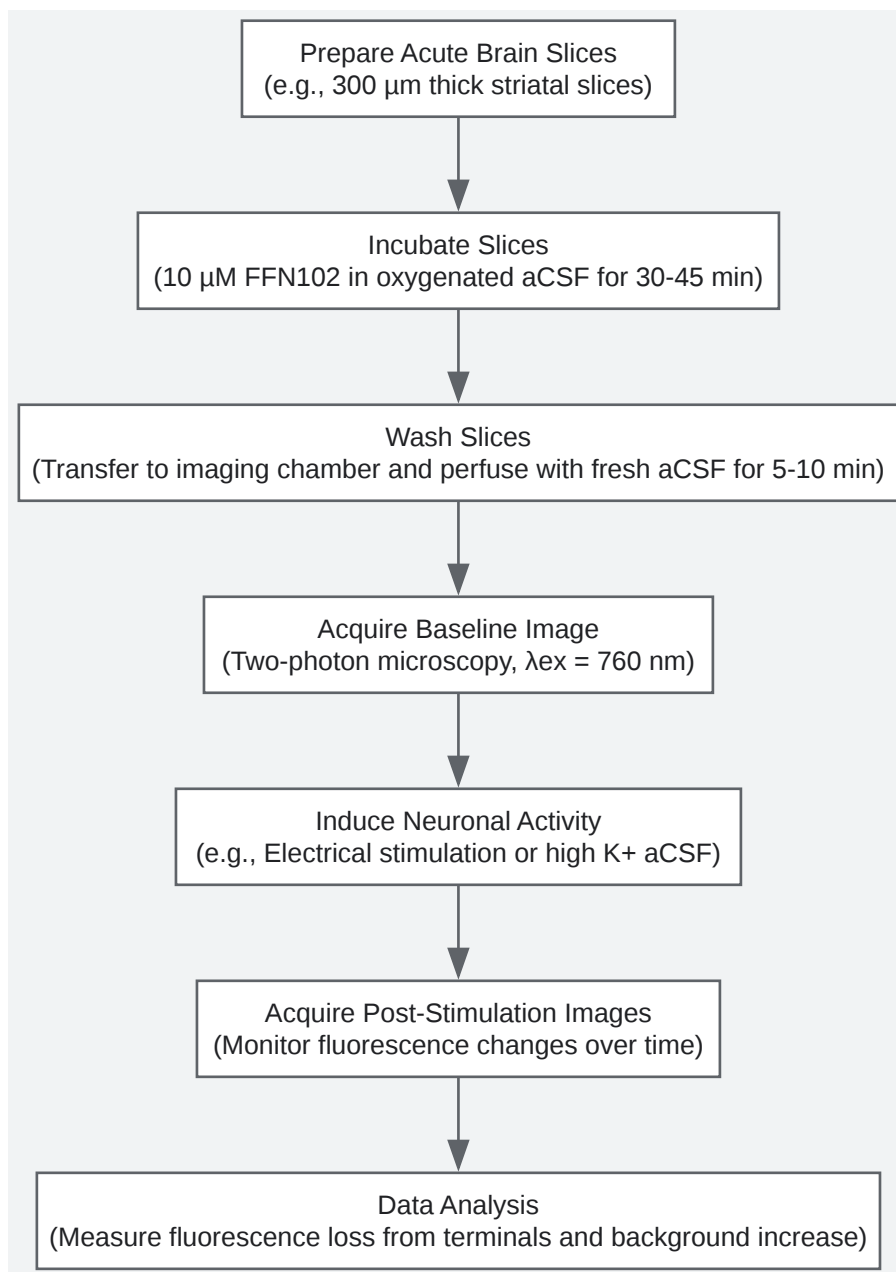 Prepare Acute Brain Slices
(e.g., 300 µm thick striatal slices)
Incubate Slices
(10 µM FFN102 in oxygenated aCSF for 30-45 min)
Wash Slices
(Transfer to imaging chamber and perfuse with fresh aCSF for 5-10 min)
Acquire Baseline Image
(Two-photon microscopy, λex = 760 nm)
Induce Neuronal Activity
(e.g., Electrical stimulation or high K+ aCSF)
Acquire Post-Stimulation Images
(Monitor fluorescence changes over time)
Data Analysis
(Measure fluorescence loss from terminals and background increase)